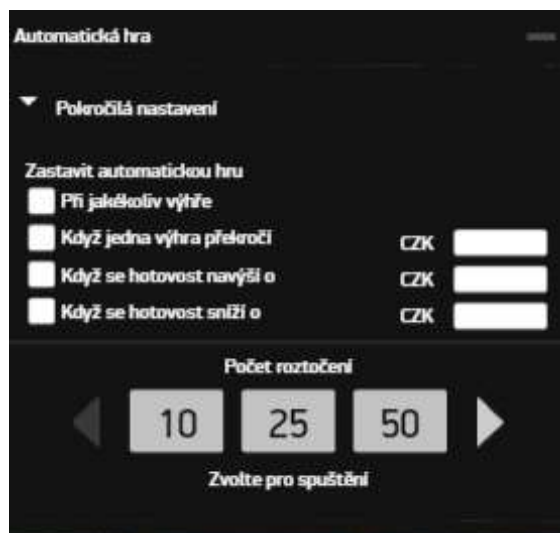 Automatická hra
Pokročilá nastavení
Zastavit automatickou hru
Při jakékoliv výhře
Když jedna výhra překročí CZK
Když se hotovost navýší o CZK
Když se hotovost sníží o CZK
Počet roztočení
10 25 50
Zvolte pro spuštění